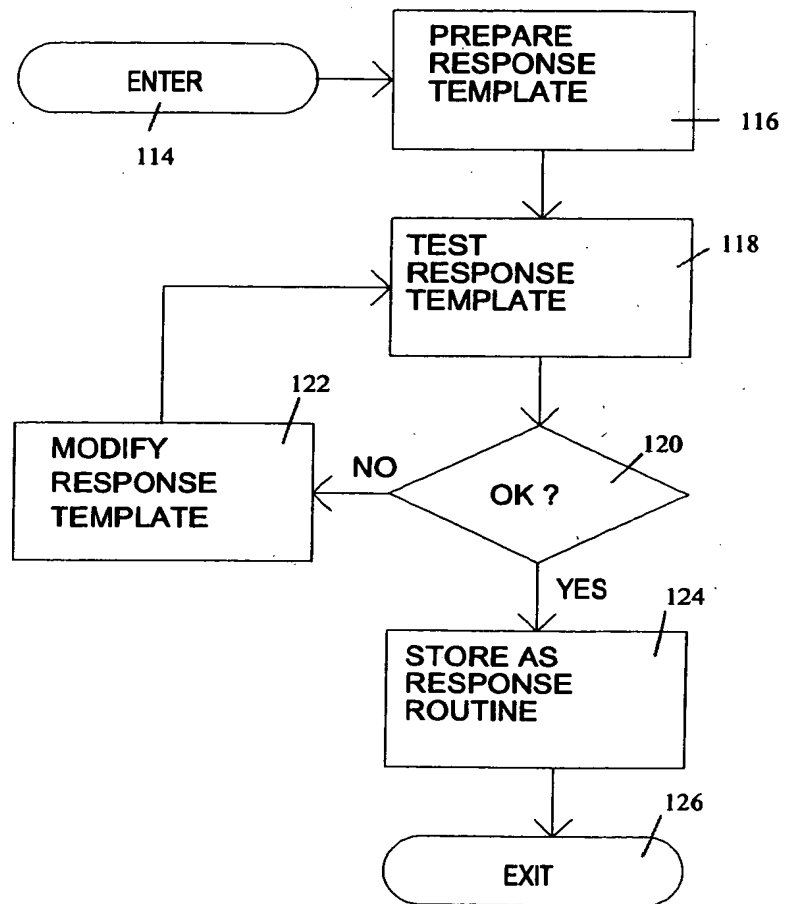 ENTER
114
PREPARE
RESPONSE
TEMPLATE
116
TEST
RESPONSE
TEMPLATE
118
122
MODIFY
RESPONSE
TEMPLATE
NO
OK ?
120
YES
124
STORE AS
RESPONSE
ROUTINE
126
EXIT